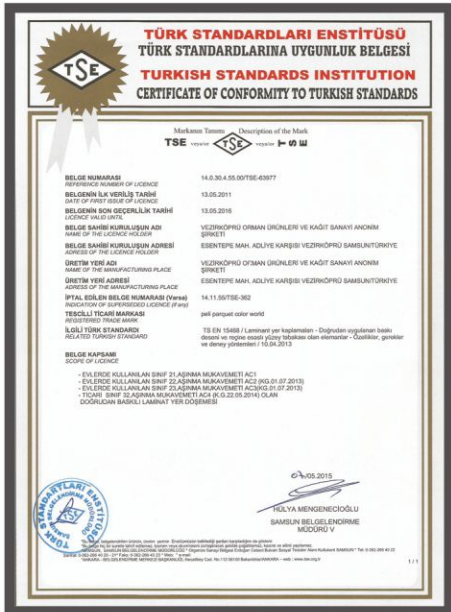 TÜRK STANDARDLARI ENSTİTÜSÜ
TÜRK STANDARDLARINA UYGUNLUK BELGESİ
TURKISH STANDARDS INSTITUTION
CERTIFICATE OF CONFORMITY TO TURKISH STANDARDS
TSE
Markanın Tanımı Description of the Mark
TSE veya/or TSE veya/or TSE
BELGE NUMARASI 14.0.30.4.55.00/TSE-63977
REFERENCE NUMBER OF LICENCE
BELGENİN İLK VERİLİŞ TARİHİ 13.05.2011
DATE OF FIRST ISSUE OF LICENCE
BELGENİN SON GEÇERLİLİK TARİHİ 13.05.2016
LICENCE VALID UNTIL
BELGE SAHİBİ KURULUŞUN ADI VEZİRKÖPRÜ ORMAN ÜRÜNLERİ VE KAĞIT SANAYİ ANONİM
NAME OF THE LICENCE HOLDER ŞİRKETİ
BELGE SAHİBİ KURULUŞUN ADRESİ ESENTEPE MAH. ADLİYE KARŞISI VEZİRKÖPRÜ SAMSUN/TÜRKİYE
ADRESS OF THE LICENCE HOLDER
ÜRETİM YERİ ADI VEZİRKÖPRÜ ORMAN ÜRÜNLERİ VE KAĞIT SANAYİ ANONİM
NAME OF THE MANUFACTURING PLACE ŞİRKETİ
ÜRETİM YERİ ADRESİ ESENTEPE MAH. ADLİYE KARŞISI VEZİRKÖPRÜ SAMSUN/TÜRKİYE
ADRESS OF THE MANUFACTURING PLACE
İPTAL EDİLEN BELGE NUMARASI (Varsa) 14.11.55/TSE-362
INDICATION OF SUPERSEDED LICENCE (if any)
TESCİLLİ TİCARİ MARKASI peli parquet color world
REGISTERED TRADE MARK
İLGİLİ TÜRK STANDARDI TS EN 15468 / Laminant yer kaplamaları - Doğrudan uygulanan baskı
RELATED TURKISH STANDARD deseni ve reçine esaslı yüzey tabakası olan elemanlar - Özellikler, gerekler
ve deney yöntemleri / 10.04.2013
BELGE KAPSAMI
SCOPE OF LICENCE
- EVLERDE KULLANILAN SINIF 21,AŞINMA MUKAVEMETİ AC1
- EVLERDE KULLANILAN SINIF 22,AŞINMA MUKAVEMETİ AC2 (KG.01.07.2013)
- EVLERDE KULLANILAN SINIF 23,AŞINMA MUKAVEMETİ AC3(KG.01.07.2013)
- TİCARİ SINIF 32,AŞINMA MUKAVEMETİ AC4 (K.G.22.05.2014) OLAN
DOĞRUDAN BASKILI LAMİNAT YER DÖŞEMESİ
/05.2015
HÜLYA MENGENECİOĞLU
SAMSUN BELGELENDİRME
MÜDÜRÜ V
TSE
1/1